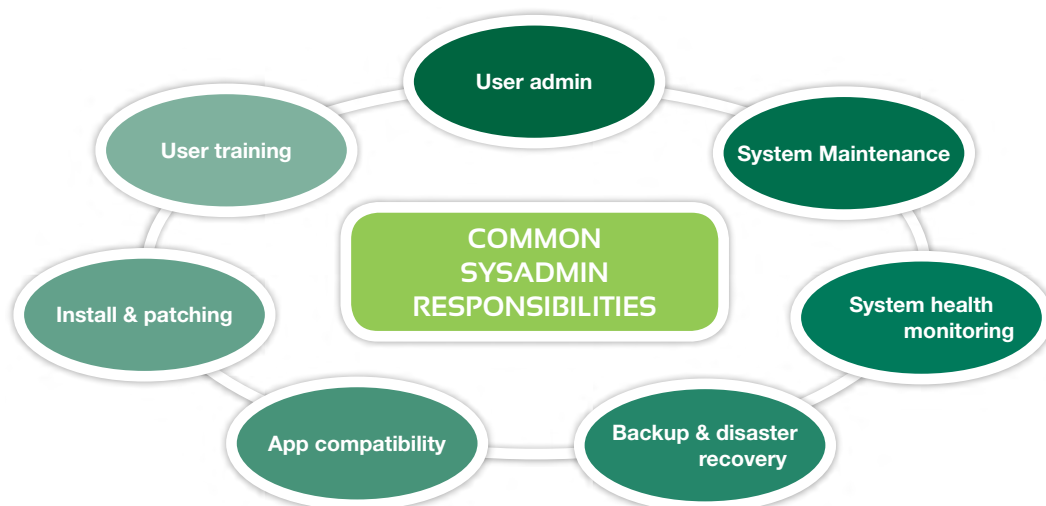 User admin
System Maintenance
System health
monitoring
Backup & disaster
recovery
App compatibility
Install & patching
User training
COMMON
SYSADMIN
RESPONSIBILITIES